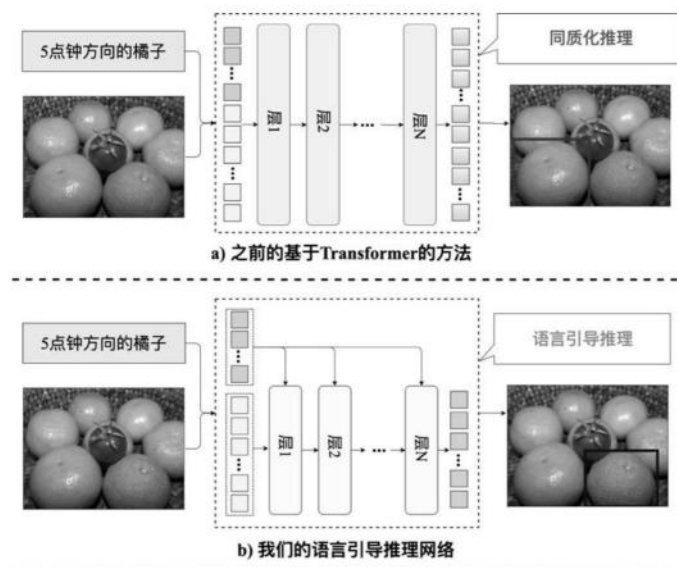 5点钟方向的橘子
层1
层2
层N
同质化推理
a) 之前的基于Transformer的方法
5点钟方向的橘子
层1
层2
层N
语言引导推理
b) 我们的语言引导推理网络